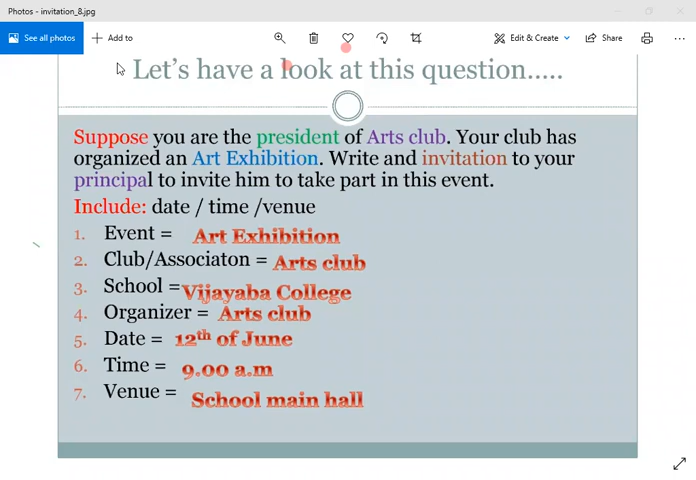 Photos - invitation_8.jpg
See all photos
Add to
Edit & Create
Share
Let's have a look at this question.....
Suppose you are the president of Arts club. Your club has
organized an Art Exhibition. Write and invitation to your
principal to invite him to take part in this event.
Include: date / time /venue
1. Event = Art Exhibition
2. Club/Associaton = Arts club
3. School = Vijayaba College
4. Organizer = Arts club
5. Date = 12th of June
6. Time = 9.00 a.m
7. Venue = School main hall